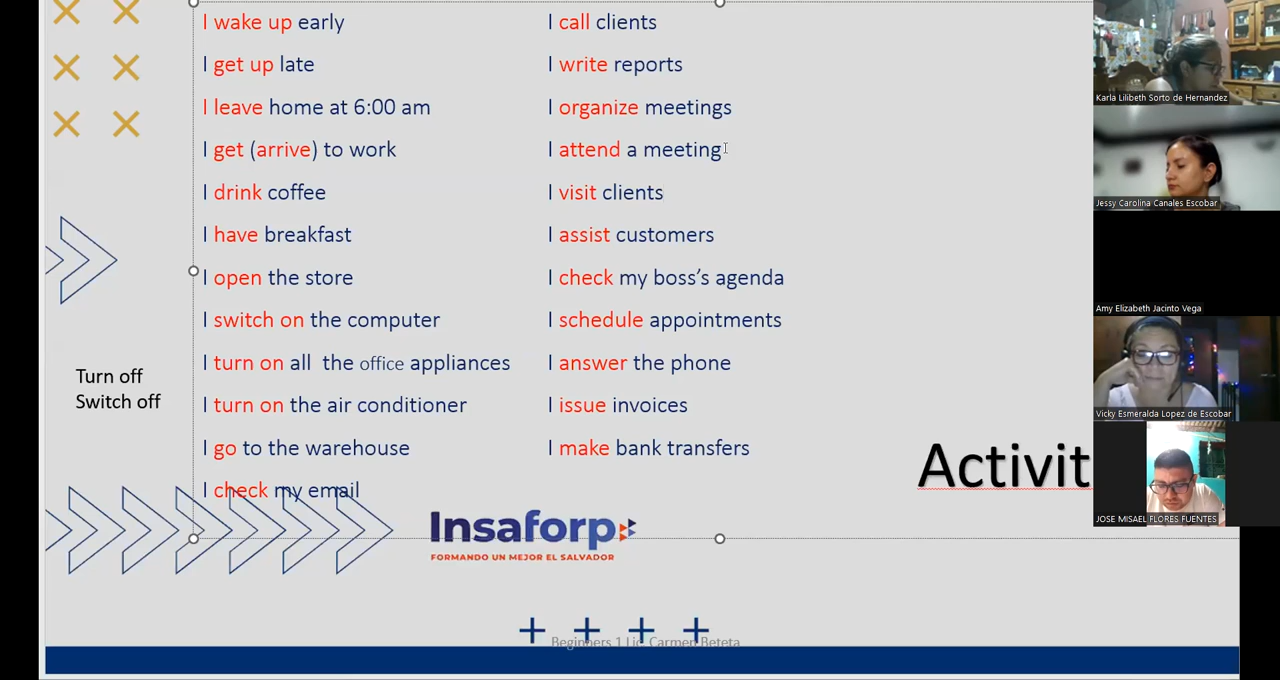 I wake up early
I get up late
I leave home at 6:00 am
I get (arrive) to work
I drink coffee
I have breakfast
I open the store
I switch on the computer
I turn on all the office appliances
I turn on the air conditioner
I go to the warehouse
I check my email
I call clients
I write reports
I organize meetings
I attend a meeting
I visit clients
I assist customers
I check my boss's agenda
I schedule appointments
I answer the phone
I issue invoices
I make bank transfers
Turn off
Switch off
Activit
Insaforp
FORMANDO UN MEJOR EL SALVADOR
Beginners 1 Lic. Carmen Beteta
Karla Lilibeth Sorto de Hernandez
Jessy Carolina Canales Escobar
Amy Elizabeth Jacinto Vega
Vicky Esmeralda Lopez de Escobar
JOSE MISAEL FLORES FUENTES